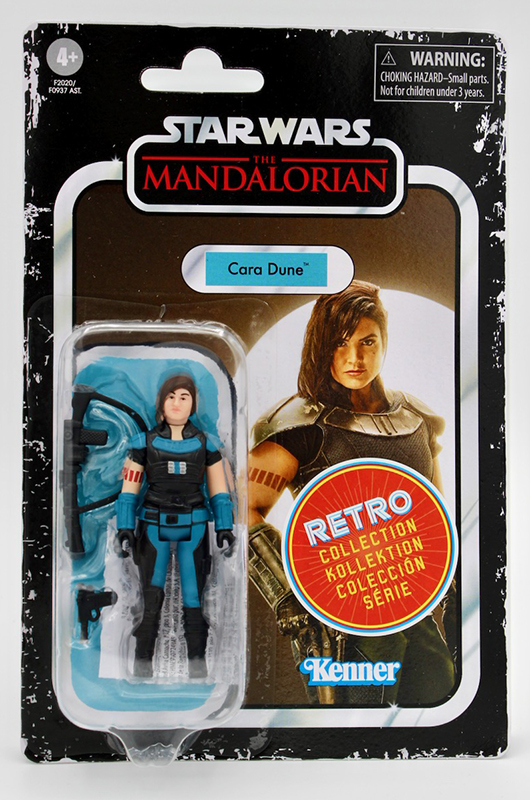 4+
F2020/
F0937 AST.
WARNING:
CHOKING HAZARD–Small parts.
Not for children under 3 years.
STAR WARS
THE
MANDALORIAN
Cara Dune™
RETRO
COLLECTION
KOLLEKTION
COLECCIÓN
SÉRIE
Kenner